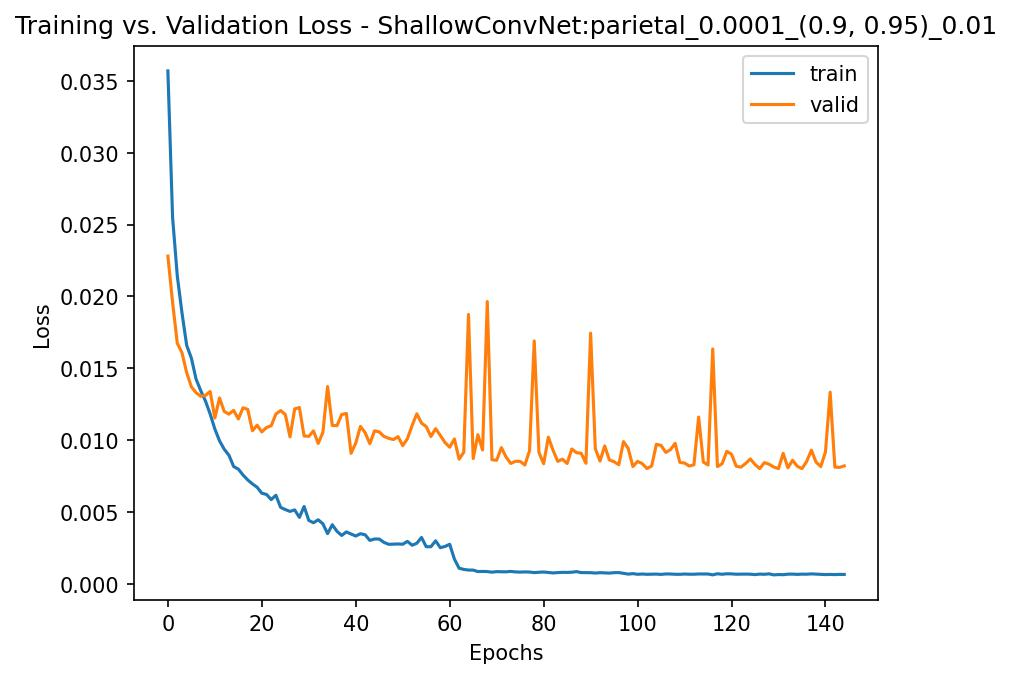 Training vs. Validation Loss - ShallowConvNet:parietal_0.0001_(0.9, 0.95)_0.01
train
valid
0.035
0.030
0.025
0.020
0.015
0.010
0.005
0.000
Loss
0 20 40 60 80 100 120 140
Epochs